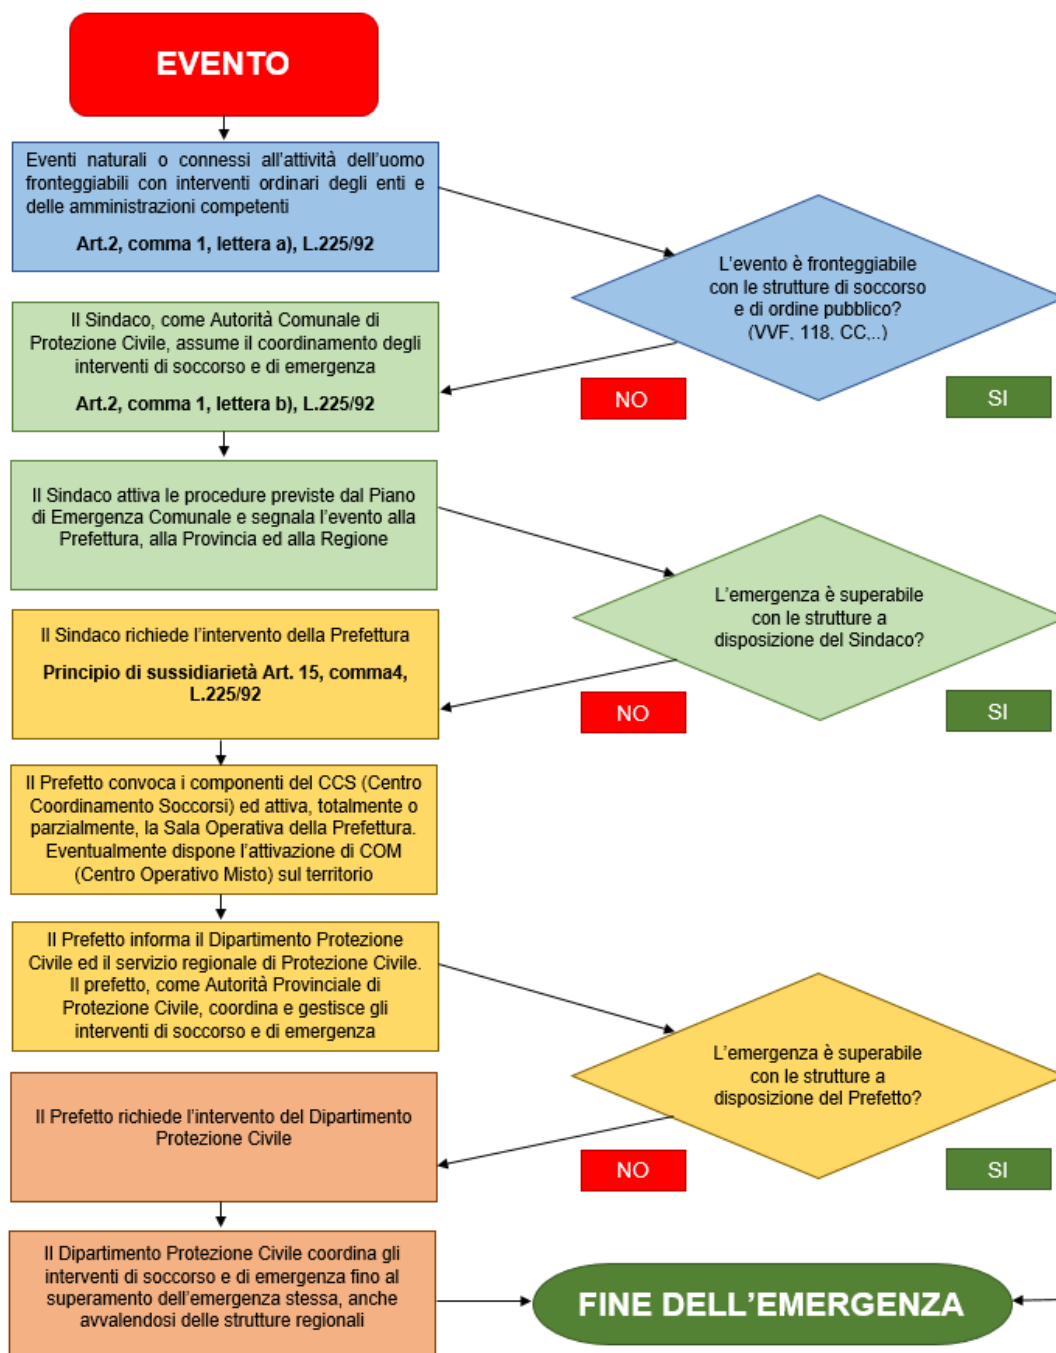 EVENTO
Eventi naturali o connessi all'attività dell'uomo
fronteggiabili con interventi ordinari degli enti e
delle amministrazioni competenti
Art.2, comma 1, lettera a), L.225/92
L'evento è fronteggiabile
con le strutture di soccorso
e di ordine pubblico?
(VVF, 118, CC,..)
NO
SI
Il Sindaco, come Autorità Comunale di
Protezione Civile, assume il coordinamento degli
interventi di soccorso e di emergenza
Art.2, comma 1, lettera b), L.225/92
Il Sindaco attiva le procedure previste dal Piano
di Emergenza Comunale e segnala l'evento alla
Prefettura, alla Provincia ed alla Regione
L'emergenza è superabile
con le strutture a
disposizione del Sindaco?
NO
SI
Il Sindaco richiede l'intervento della Prefettura
Principio di sussidiarietà Art. 15, comma4,
L.225/92
Il Prefetto convoca i componenti del CCS (Centro
Coordinamento Soccorsi) ed attiva, totalmente o
parzialmente, la Sala Operativa della Prefettura.
Eventualmente dispone l'attivazione di COM
(Centro Operativo Misto) sul territorio
Il Prefetto informa il Dipartimento Protezione
Civile ed il servizio regionale di Protezione Civile.
Il prefetto, come Autorità Provinciale di
Protezione Civile, coordina e gestisce gli
interventi di soccorso e di emergenza
L'emergenza è superabile
con le strutture a
disposizione del Prefetto?
NO
SI
Il Prefetto richiede l'intervento del Dipartimento
Protezione Civile
Il Dipartimento Protezione Civile coordina gli
interventi di soccorso e di emergenza fino al
superamento dell'emergenza stessa, anche
avvalendosi delle strutture regionali
FINE DELL'EMERGENZA